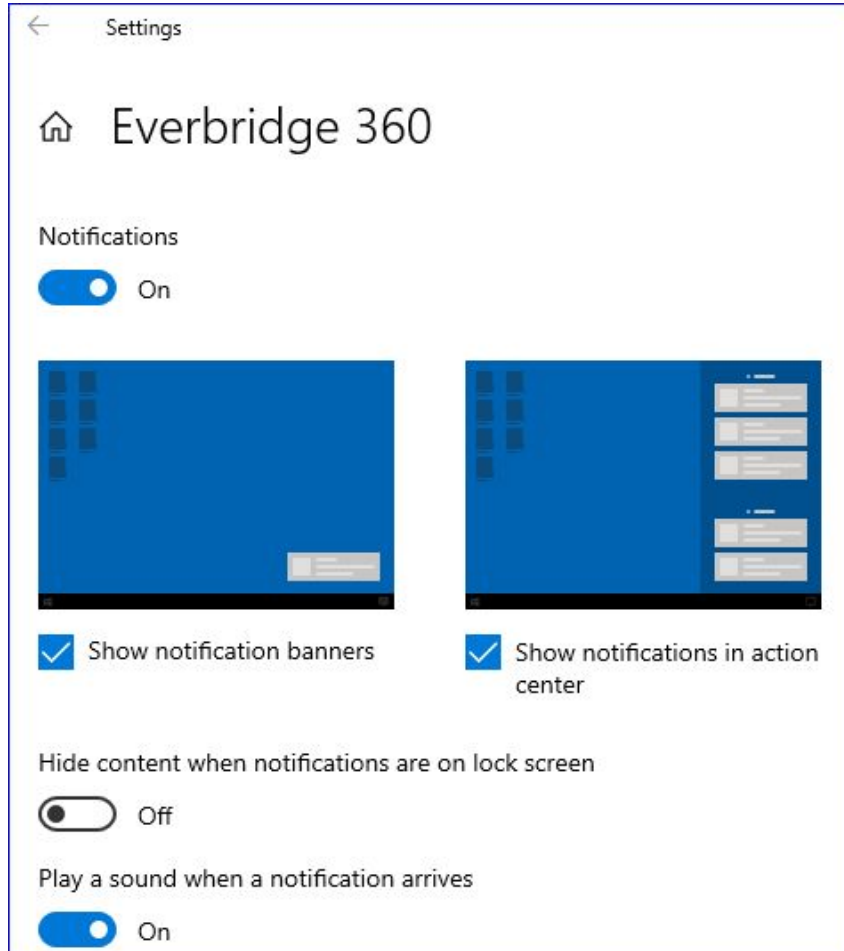 Settings
Everbridge 360
Notifications
On
Show notification banners
Show notifications in action
center
Hide content when notifications are on lock screen
Off
Play a sound when a notification arrives
On